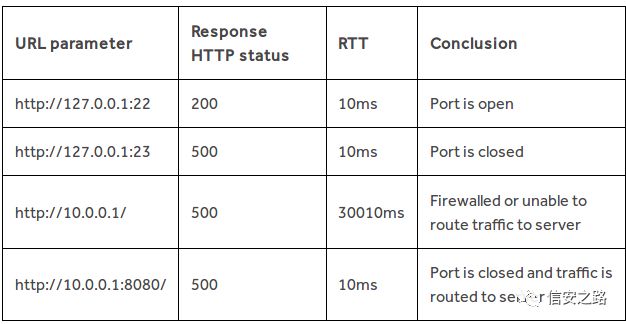 URL parameter
Response
HTTP status
RTT
Conclusion
http://127.0.0.1:22
200
10ms
Port is open
http://127.0.0.1:23
500
10ms
Port is closed
http://10.0.0.1/
500
30010ms
Firewalled or unable to
route traffic to server
http://10.0.0.1:8080/
500
10ms
Port is closed and traffic is
routed to server
信安之路